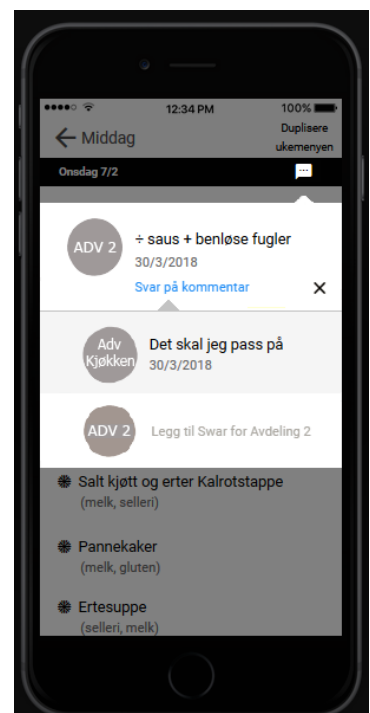 12:34 PM
100%
← Middag
Duplisere
ukemenyen
Onsdag 7/2
ADV 2
÷ saus + benløse fugler
30/3/2018
Svar på kommentar
Adv
Kjøkken
Det skal jeg pass på
30/3/2018
ADV 2
Legg til Swar for Avdeling 2
Salt kjøtt og erter Kalrotstappe
(melk, selleri)
Pannekaker
(melk, gluten)
Ertesuppe
(selleri, melk)